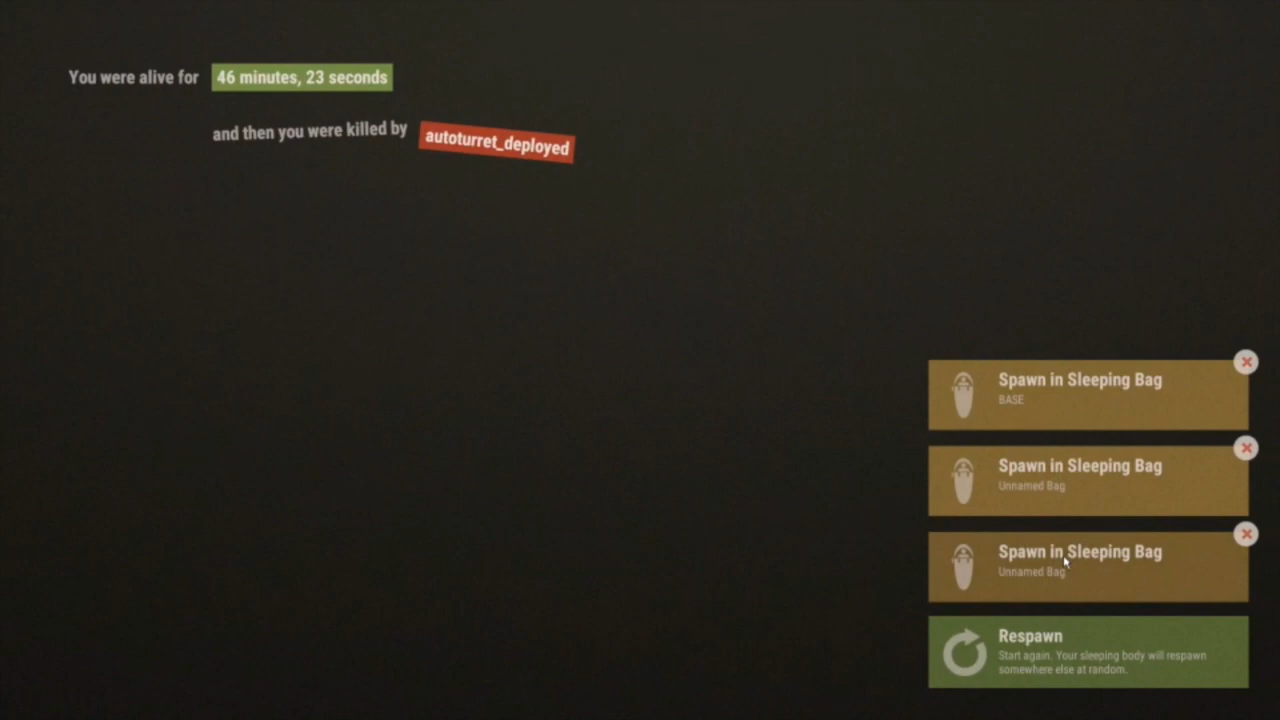 You were alive for 46 minutes, 23 seconds
and then you were killed by autoturret_deployed
Spawn in Sleeping Bag
BASE
Spawn in Sleeping Bag
Unnamed Bag
Spawn in Sleeping Bag
Unnamed Bag
Respawn
Start again. Your sleeping body will respawn
somewhere else at random.